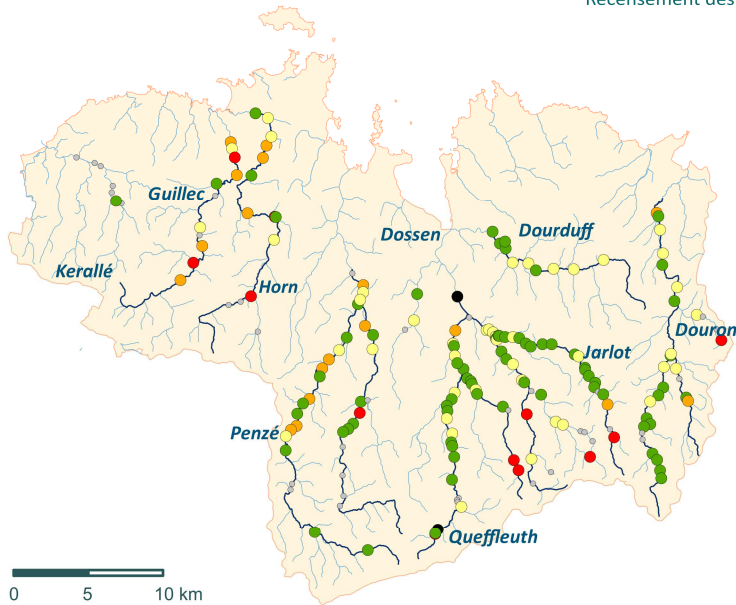 Recensement des
Guillec
Dossen
Dourduff
Kerallé
Horn
Douron
Jarlot
Penzé
Queffleuth
0 5 10 km